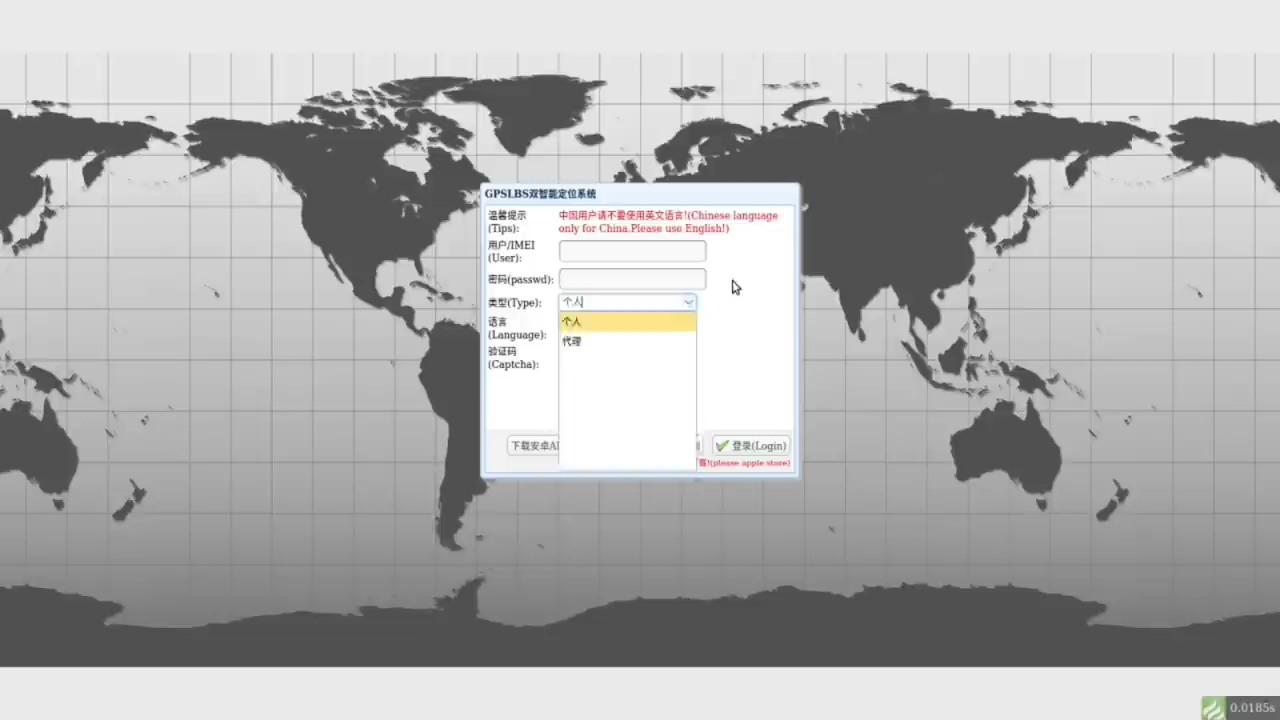 GPSLBS双智能定位系统
温馨提示
(Tips):
中国用户请不要使用英文语言!(Chinese language
only for China.Please use English!)
用户/IMEI
(User):
密码(passwd):
类型(Type):
个人
个人
代理
语言
(Language):
验证码
(Captcha):
下载安卓A
登录(Login)
!(please apple store)
0.0185s